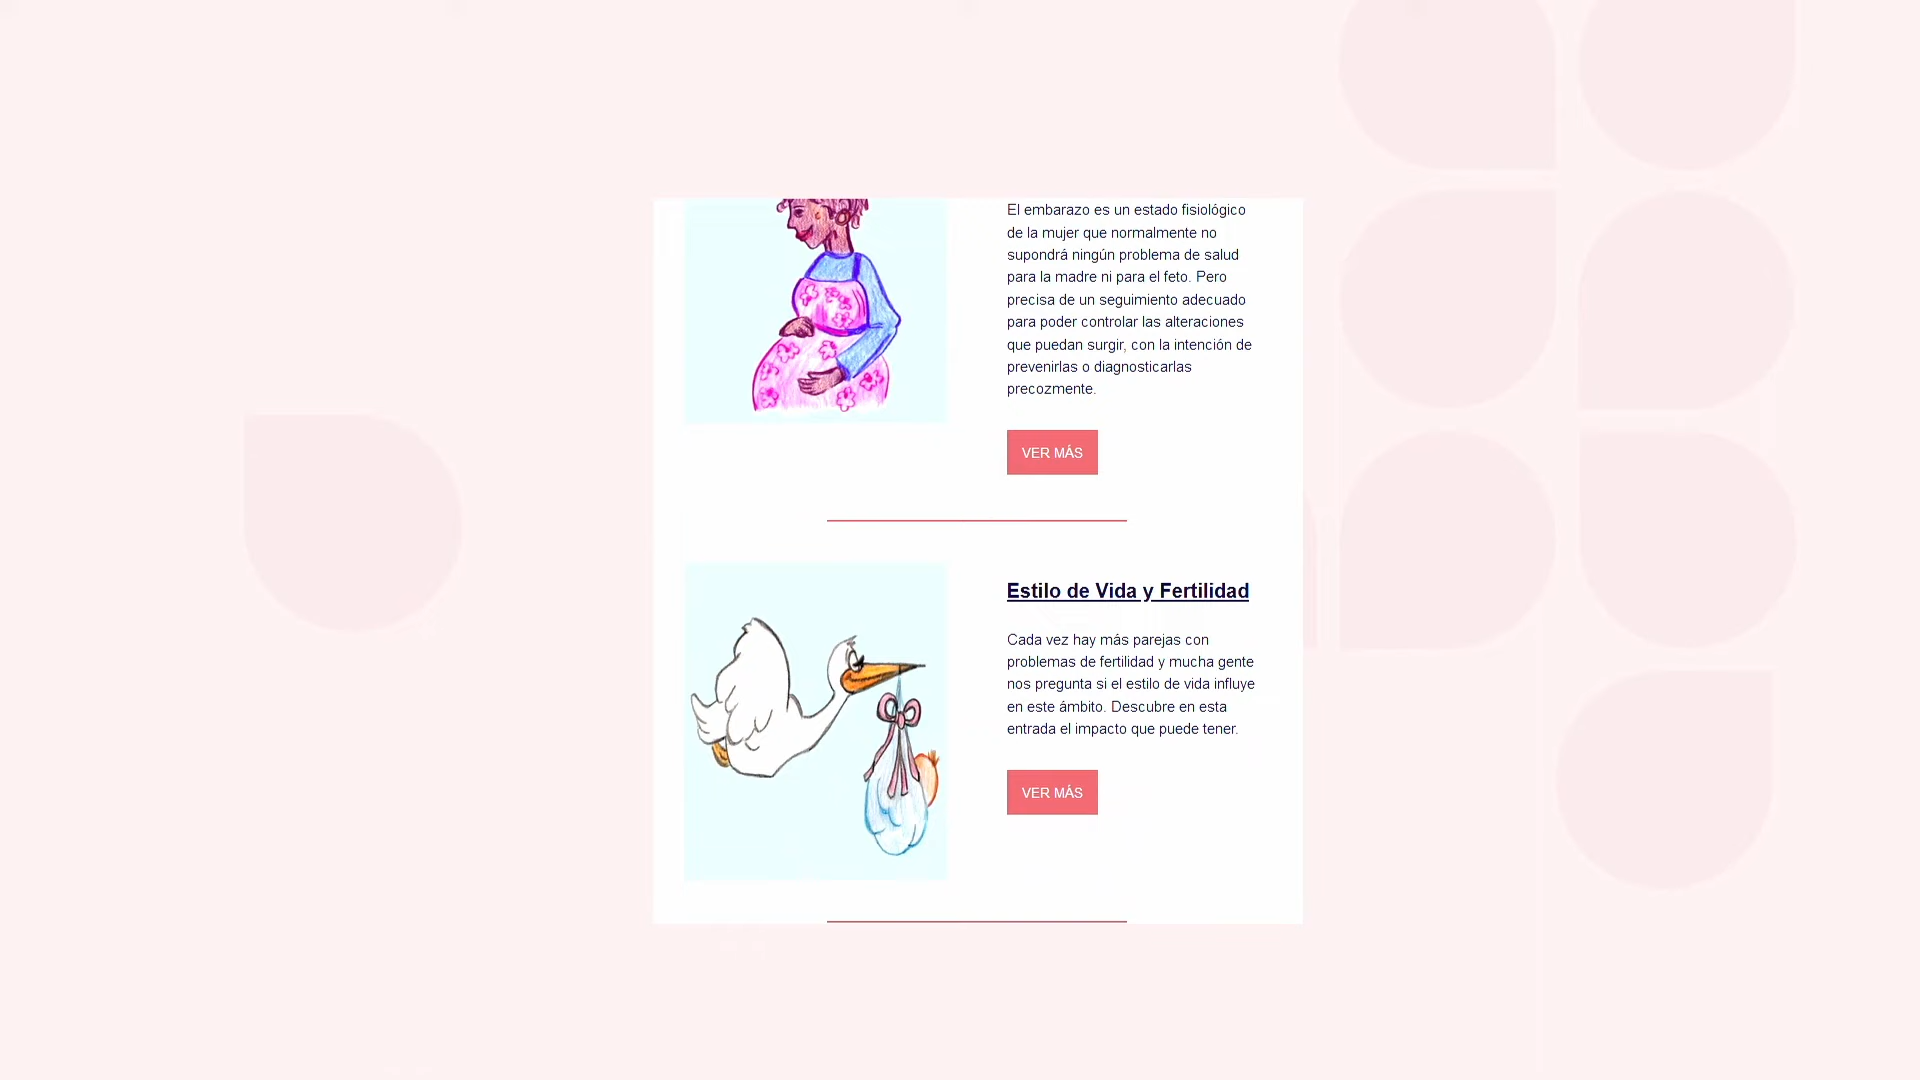 El embarazo es un estado fisiológico
de la mujer que normalmente no
supondrá ningún problema de salud
para la madre ni para el feto. Pero
precisa de un seguimiento adecuado
para poder controlar las alteraciones
que puedan surgir, con la intención de
prevenirlas o diagnosticarlas
precozmente.
VER MÁS
Estilo de Vida y Fertilidad
Cada vez hay más parejas con
problemas de fertilidad y mucha gente
nos pregunta si el estilo de vida influye
en este ámbito. Descubre en esta
entrada el impacto que puede tener.
VER MÁS